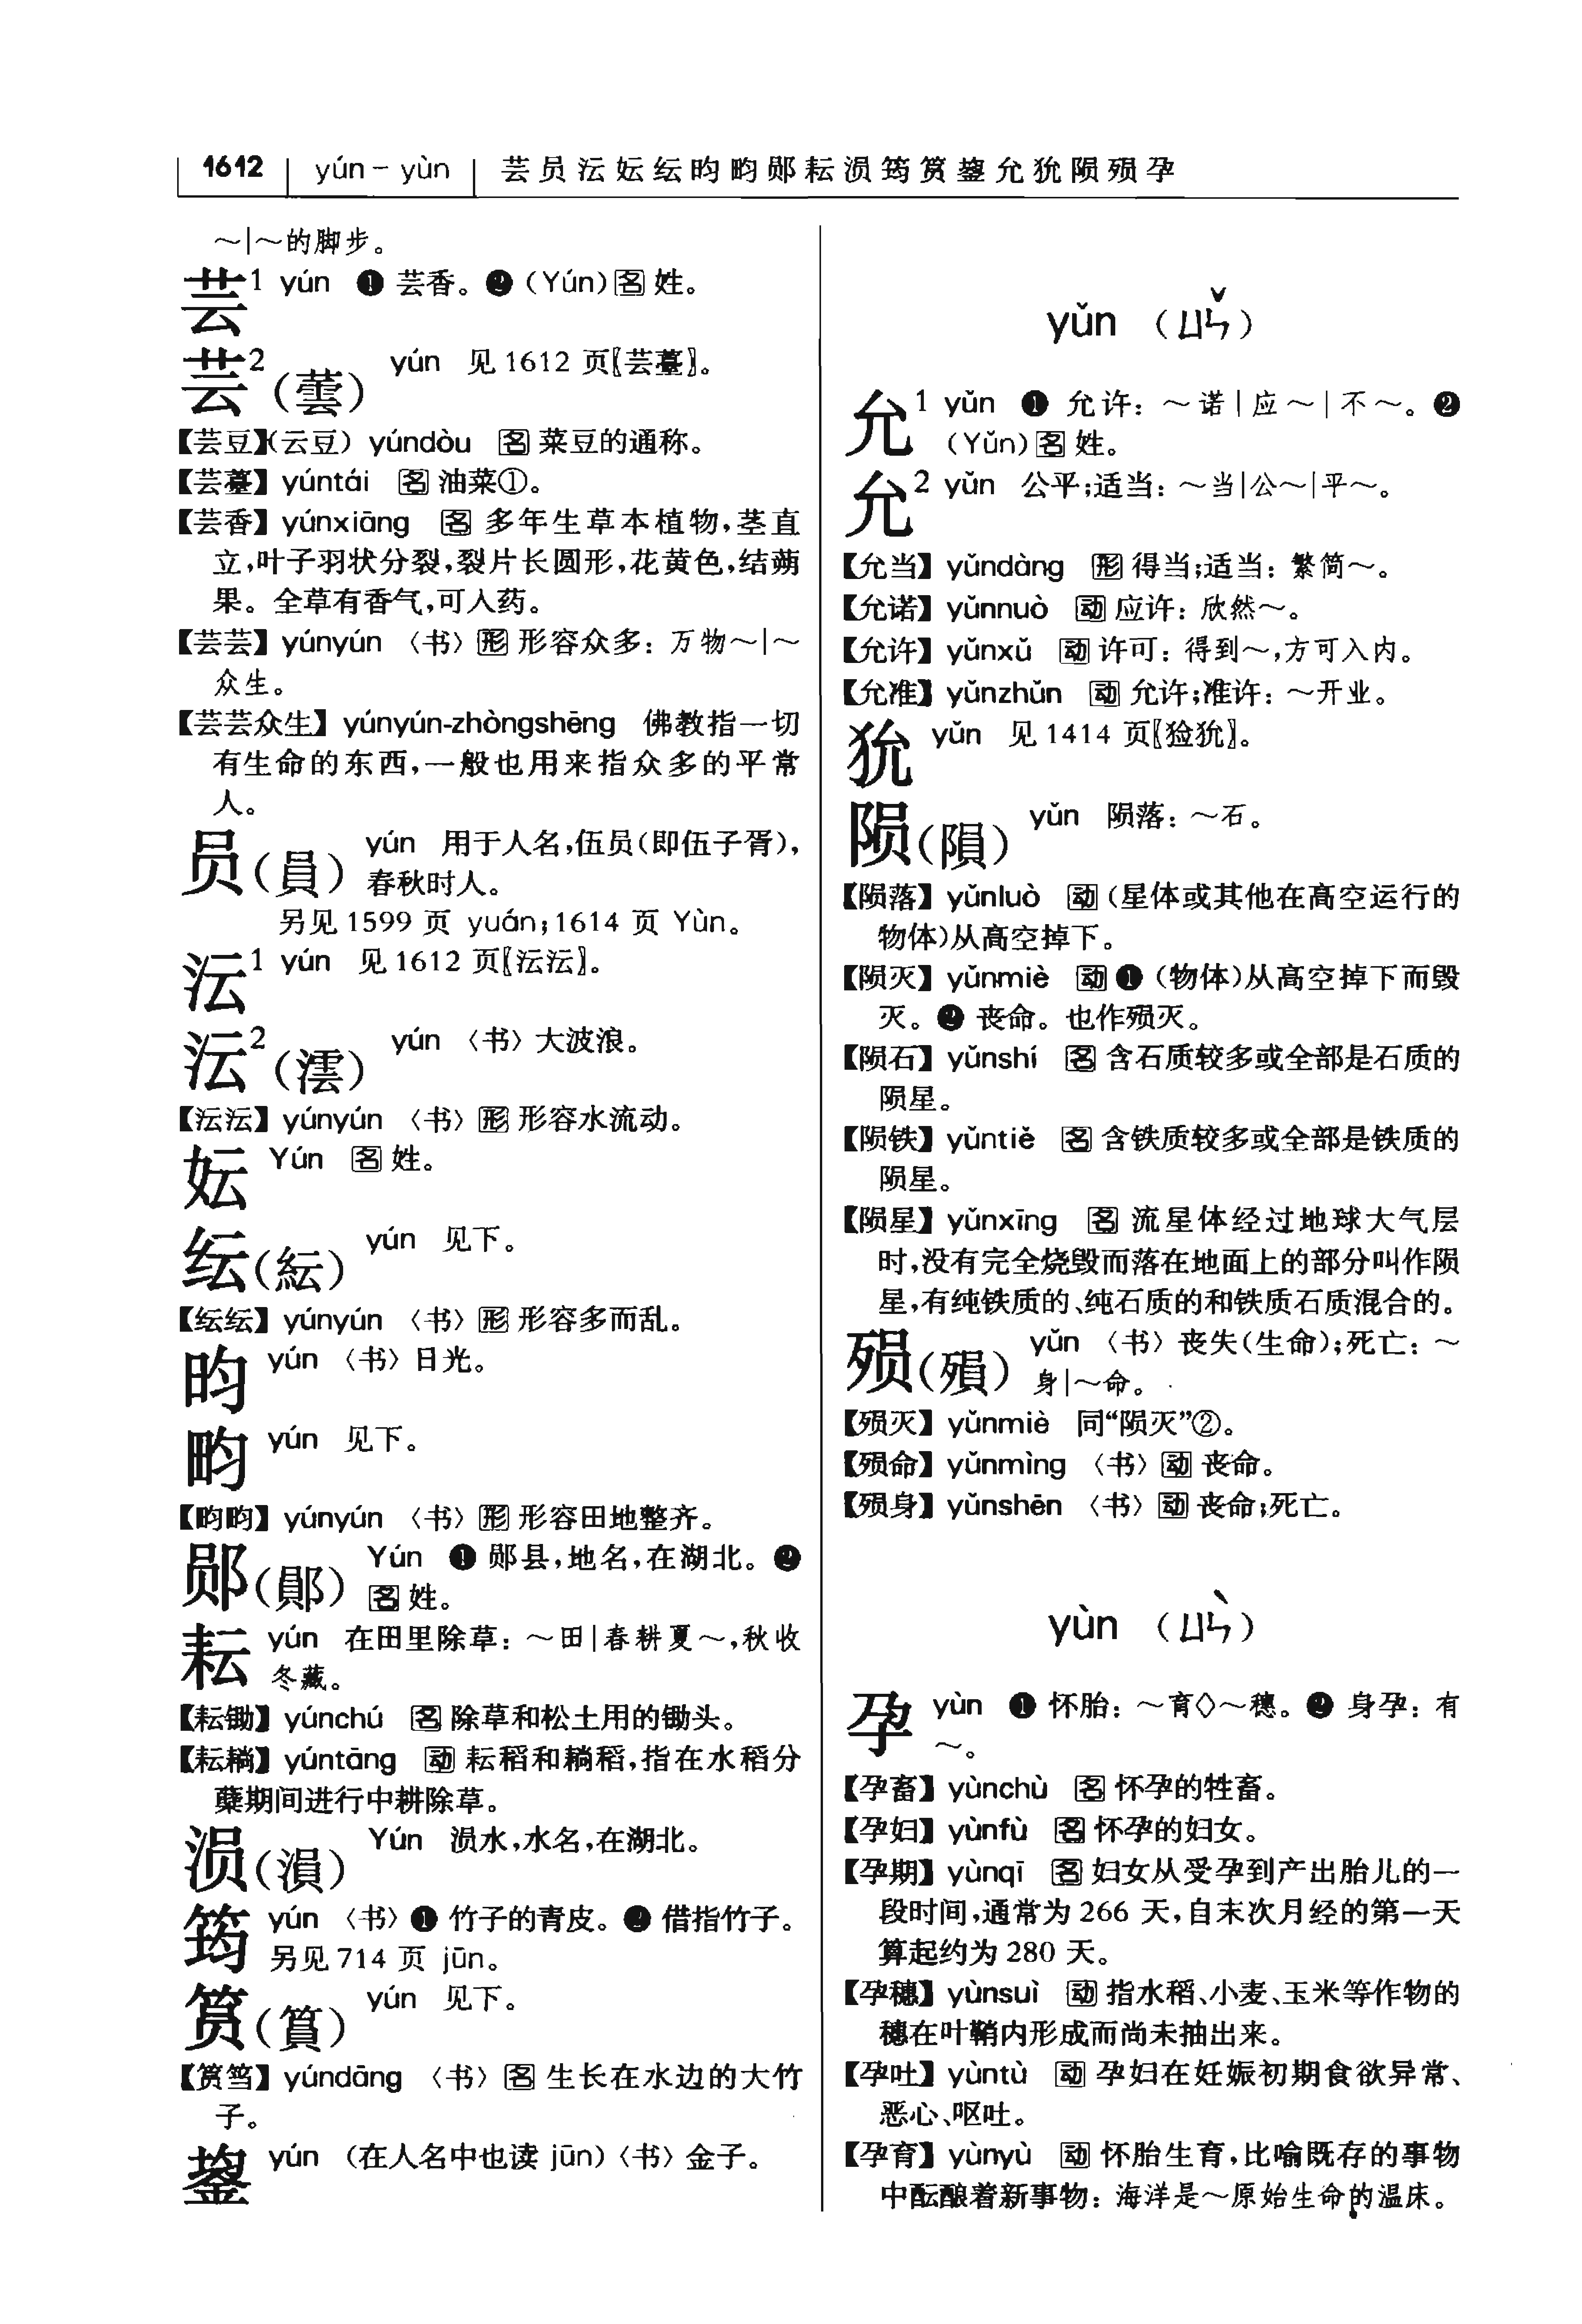 1612 yún－yùn 芸员沄妘纭昀畇郧耘涢筠筼鋆允狁陨殒孕
～|～的脚步。
芸1 yún ❶ 芸香。❷（Yún）名 姓。
芸2（蕓） yún 见 1612 页〖芸薹〗。
【芸豆】(云豆) yúndòu 名 菜豆的通称。
【芸薹】yúntái 名 油菜①。
【芸香】yúnxiāng 名 多年生草本植物，茎直
立，叶子羽状分裂，裂片长圆形，花黄色，结蒴
果。全草有香气，可入药。
【芸芸】yúnyún〈书〉形 形容众多：万物～|～
众生。
【芸芸众生】yúnyún-zhòngshēng 佛教指一切
有生命的东西，一般也用来指众多的平常
人。
员（員） yún 用于人名，伍员（即伍子胥），
春秋时人。
另见 1599 页 yuán；1614 页 Yùn。
沄1 yún 见 1612 页〖沄沄〗。
沄2（澐） yún〈书〉大波浪。
【沄沄】yúnyún〈书〉形 形容水流动。
妘 Yún 名 姓。
纭（紜） yún 见下。
【纭纭】yúnyún〈书〉形 形容多而乱。
昀 yún〈书〉日光。
畇 yún 见下。
【畇畇】yúnyún〈书〉形 形容田地整齐。
郧（鄖） Yún ❶ 郧县，地名，在湖北。❷
名 姓。
耘 yún 在田里除草：～田|春耕夏～，秋收
冬藏。
【耘锄】yúnchú 名 除草和松土用的锄头。
【耘耥】yúntāng 动 耘稻和耥稻，指在水稻分
蘖期间进行中耕除草。
涢（溳） Yún 涢水，水名，在湖北。
筠 yún〈书〉❶ 竹子的青皮。❷ 借指竹子。
另见 714 页 jūn。
筼（篔） yún 见下。
【筼筜】yúndāng〈书〉名 生长在水边的大竹
子。
鋆 yún （在人名中也读 jūn）〈书〉金子。
yǔn （ㄩㄣˇ）
允1 yǔn ❶ 允许：～诺|应～|不～。❷
（Yǔn）名 姓。
允2 yǔn 公平；适当：～当|公～|平～。
【允当】yǔndàng 形 得当；适当：繁简～。
【允诺】yǔnnuò 动 应许：欣然～。
【允许】yǔnxǔ 动 许可：得到～，方可入内。
【允准】yǔnzhǔn 动 允许；准许：～开业。
狁 yǔn 见 1414 页〖猃狁〗。
陨（隕） yǔn 陨落：～石。
【陨落】yǔnluò 动（星体或其他在高空运行的
物体）从高空掉下。
【陨灭】yǔnmiè 动 ❶（物体）从高空掉下而毁
灭。❷ 丧命。也作殒灭。
【陨石】yǔnshí 名 含石质较多或全部是石质的
陨星。
【陨铁】yǔntiě 名 含铁质较多或全部是铁质的
陨星。
【陨星】yǔnxīng 名 流星体经过地球大气层
时，没有完全烧毁而落在地面上的部分叫作陨
星，有纯铁质的、纯石质的和铁质石质混合的。
殒（殞） yǔn〈书〉丧失（生命）；死亡：～
身|～命。
【殒灭】yǔnmiè 同“陨灭”②。
【殒命】yǔnmìng〈书〉动 丧命。
【殒身】yǔnshēn〈书〉动 丧命；死亡。
yùn （ㄩㄣˋ）
孕 yùn ❶ 怀胎：～育◇～穗。❷ 身孕：有
～。
【孕畜】yùnchù 名 怀孕的牲畜。
【孕妇】yùnfù 名 怀孕的妇女。
【孕期】yùnqī 名 妇女从受孕到产出胎儿的一
段时间，通常为 266 天，自末次月经的第一天
算起约为 280 天。
【孕穗】yùnsuì 动 指水稻、小麦、玉米等作物的
穗在叶鞘内形成而尚未抽出来。
【孕吐】yùntù 动 孕妇在妊娠初期食欲异常、
恶心、呕吐。
【孕育】yùnyù 动 怀胎生育，比喻既存的事物
中酝酿着新事物：海洋是～原始生命的温床。